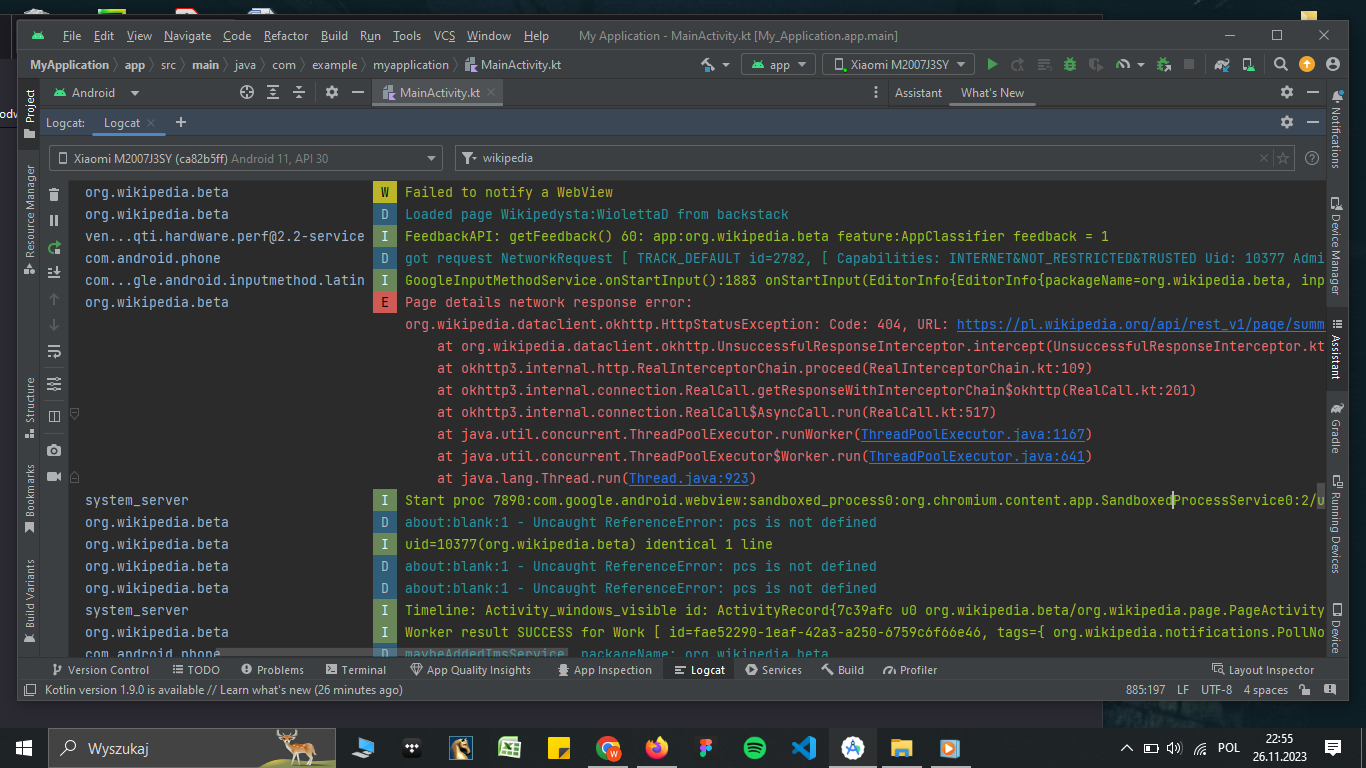 File Edit View Navigate Code Refactor Build Run Tools VCS Window Help My Application - MainActivity.kt [My_Application.app.main]
MyApplication app src main java com example myapplication MainActivity.kt app Xiaomi M2007J3SY
Project Android MainActivity.kt Assistant What's New
Logcat: Logcat
Xiaomi M2007J3SY (ca82b5ff) Android 11, API 30 wikipedia
org.wikipedia.beta W Failed to notify a WebView
org.wikipedia.beta D Loaded page Wikipedysta:WiolettaD from backstack
ven...qti.hardware.perf@2.2-service I FeedbackAPI: getFeedback() 60: app:org.wikipedia.beta feature:AppClassifier feedback = 1
com.android.phone D got request NetworkRequest [ TRACK_DEFAULT id=2782, [ Capabilities: INTERNET&NOT_RESTRICTED&TRUSTED Uid: 10377 Admi
com...gle.android.inputmethod.latin I GoogleInputMethodService.onStartInput():1883 onStartInput(EditorInfo{EditorInfo{packageName=org.wikipedia.beta, inp
org.wikipedia.beta E Page details network response error:
org.wikipedia.dataclient.okhttp.HttpStatusException: Code: 404, URL: https://pl.wikipedia.org/api/rest_v1/page/summ
at org.wikipedia.dataclient.okhttp.UnsuccessfulResponseInterceptor.intercept(UnsuccessfulResponseInterceptor.kt
at okhttp3.internal.http.RealInterceptorChain.proceed(RealInterceptorChain.kt:109)
at okhttp3.internal.connection.RealCall.getResponseWithInterceptorChain$okhttp(RealCall.kt:201)
at okhttp3.internal.connection.RealCall$AsyncCall.run(RealCall.kt:517)
at java.util.concurrent.ThreadPoolExecutor.runWorker(ThreadPoolExecutor.java:1167)
at java.util.concurrent.ThreadPoolExecutor$Worker.run(ThreadPoolExecutor.java:641)
at java.lang.Thread.run(Thread.java:923)
system_server I Start proc 7890:com.google.android.webview:sandboxed_process0:org.chromium.content.app.SandboxedProcessService0:2/u
org.wikipedia.beta D about:blank:1 - Uncaught ReferenceError: pcs is not defined
org.wikipedia.beta I uid=10377(org.wikipedia.beta) identical 1 line
org.wikipedia.beta D about:blank:1 - Uncaught ReferenceError: pcs is not defined
org.wikipedia.beta D about:blank:1 - Uncaught ReferenceError: pcs is not defined
system_server I Timeline: Activity_windows_visible id: ActivityRecord{7c39afc u0 org.wikipedia.beta/org.wikipedia.page.PageActivity
org.wikipedia.beta I Worker result SUCCESS for Work [ id=fae52290-1eaf-42a3-a250-6759c6f66e46, tags={ org.wikipedia.notifications.PollNo
com.android.phone D maybeAddedImsService, packageName: org.wikipedia.beta
Resource Manager
Structure
Bookmarks
Build Variants
Notifications
Device Manager
Assistant
Gradle
Running Devices
Device
Version Control TODO Problems Terminal App Quality Insights App Inspection Logcat Services Build Profiler Layout Inspector
Kotlin version 1.9.0 is available // Learn what's new (26 minutes ago) 885:197 LF UTF-8 4 spaces
Wyszukaj POL 22:55
26.11.2023